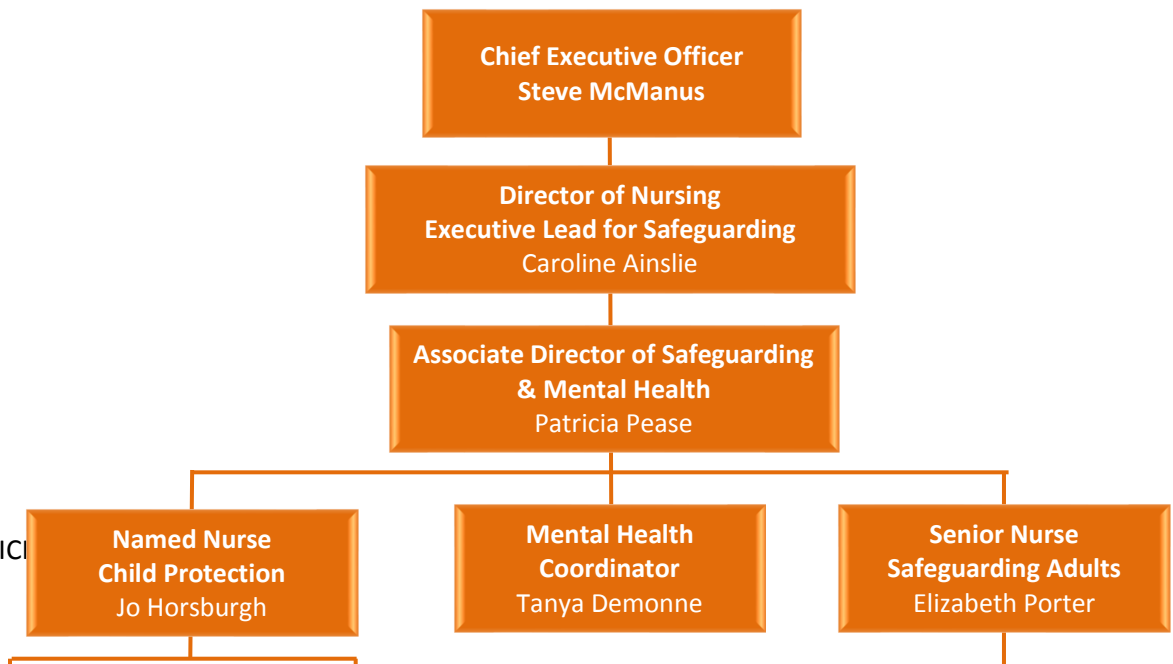 Chief Executive Officer
Steve McManus
Director of Nursing
Executive Lead for Safeguarding
Caroline Ainslie
Associate Director of Safeguarding
& Mental Health
Patricia Pease
Named Nurse
Child Protection
Jo Horsburgh
Mental Health
Coordinator
Tanya Demonne
Senior Nurse
Safeguarding Adults
Elizabeth Porter